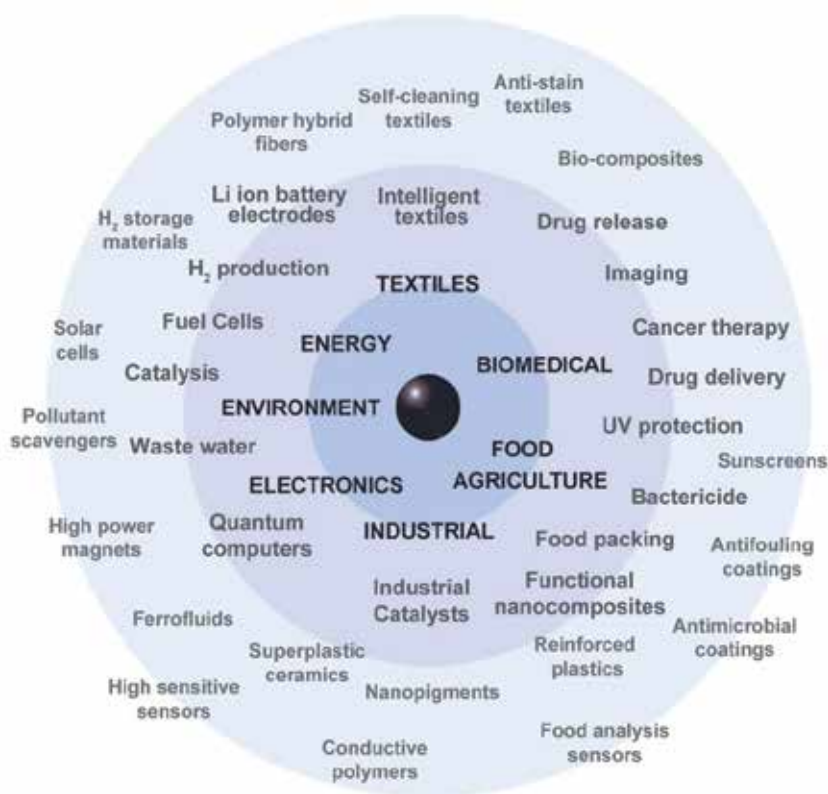 Anti-stain
textiles
Self-cleaning
textiles
Polymer hybrid
fibers
Bio-composites
Li ion battery
electrodes
Intelligent
textiles
Drug release
H₂ storage
materials
H₂ production
Imaging
TEXTILES
Solar
cells
Fuel Cells
ENERGY
Cancer therapy
BIOMEDICAL
Catalysis
Drug delivery
ENVIRONMENT
Pollutant
scavengers
Waste water
UV protection
FOOD
AGRICULTURE
Sunscreens
ELECTRONICS
Bactericide
INDUSTRIAL
High power
magnets
Quantum
computers
Food packing
Antifouling
coatings
Industrial
Catalysts
Functional
nanocomposites
Ferrofluids
Antimicrobial
coatings
Superplastic
ceramics
Reinforced
plastics
High sensitive
sensors
Nanopigments
Food analysis
sensors
Conductive
polymers